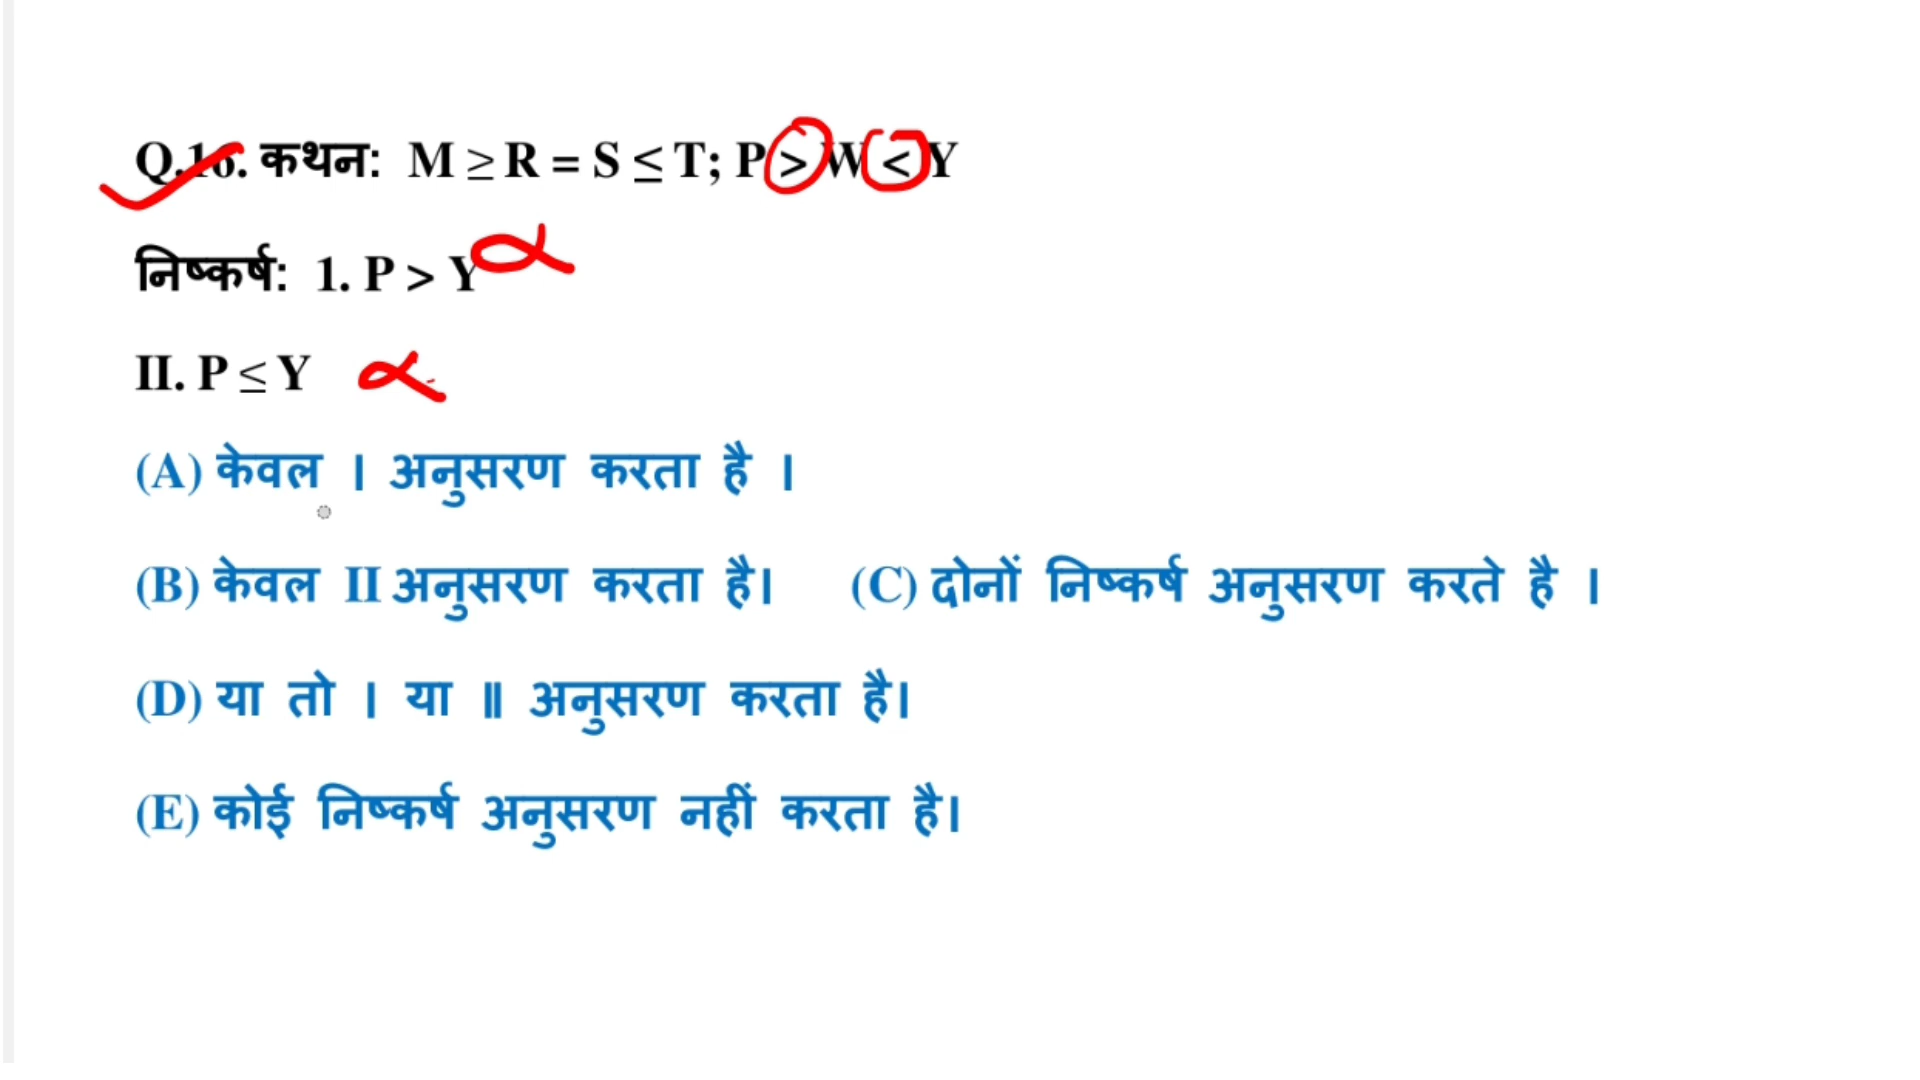 Q.16. कथन: M ≥ R = S ≤ T; P > W < Y
निष्कर्ष: 1. P > Y
II. P ≤ Y
(A) केवल । अनुसरण करता है ।
(B) केवल II अनुसरण करता है। (C) दोनों निष्कर्ष अनुसरण करते है ।
(D) या तो । या ॥ अनुसरण करता है।
(E) कोई निष्कर्ष अनुसरण नहीं करता है।